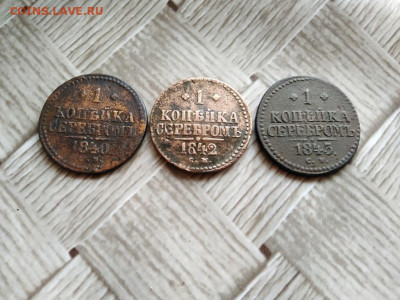 COINS.LAVE.RU
1
КОПѢЙКА
СЕРЕБРОМЪ
1840
1
КОПѢЙКА
СЕРЕБРОМЪ
1842
С.М.
1
КОПѢЙКА
СЕРЕБРОМЪ
1843.